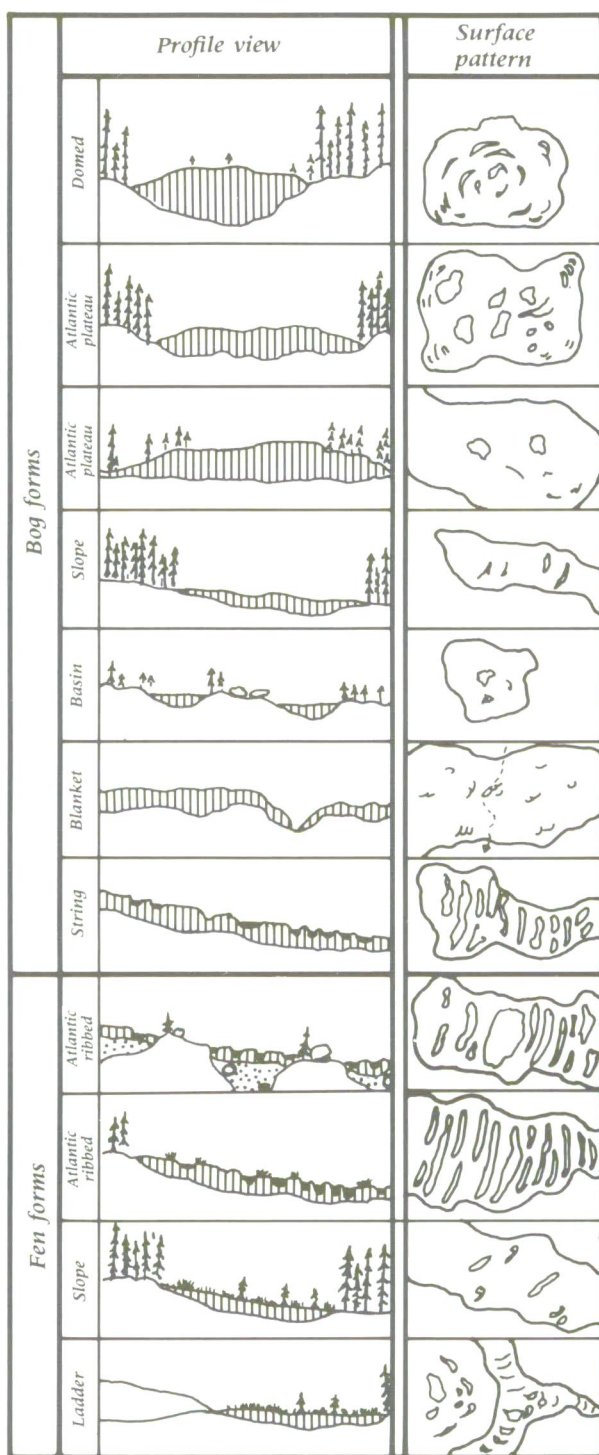 Profile view
Surface
pattern
Bog forms
Domed
Atlantic
plateau
Atlantic
plateau
Slope
Basin
Blanket
String
Fen forms
Atlantic
ribbed
Atlantic
ribbed
Slope
Ladder